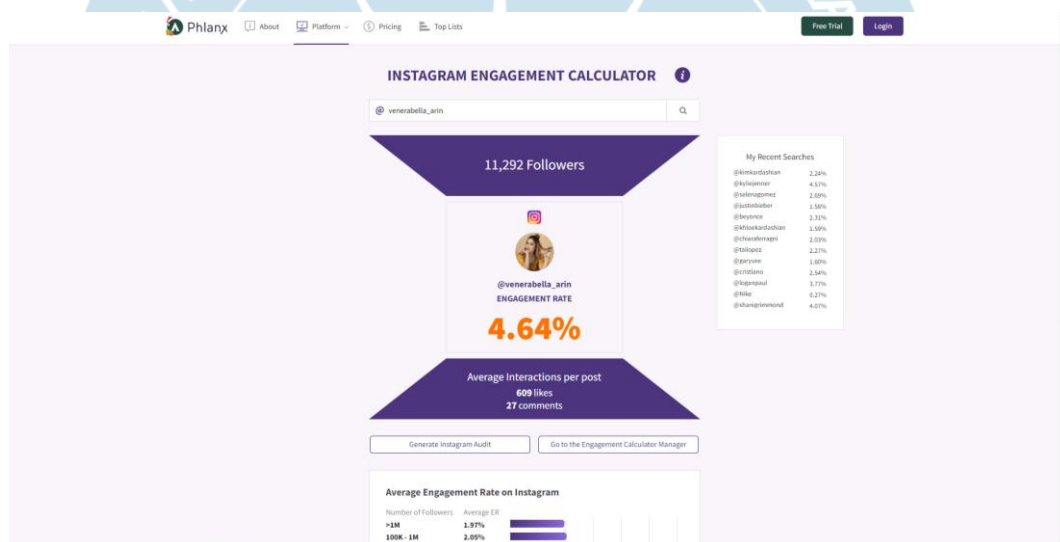 Phlanx
About
Platform
Pricing
Top Lists
Free Trial
Login
INSTAGRAM ENGAGEMENT CALCULATOR i
@ venerabella_arin
11,292 Followers
@venerabella_arin
ENGAGEMENT RATE
4.64%
Average Interactions per post
609 likes
27 comments
Generate Instagram Audit
Go to the Engagement Calculator Manager
My Recent Searches
@kimkardashian 2.24%
@kyliejenner 4.57%
@selenagomez 2.69%
@justinbieber 1.58%
@beyonce 2.31%
@khloekardashian 1.59%
@chiaraferragni 2.03%
@tailopez 2.27%
@garyvee 1.60%
@cristiano 2.54%
@loganpaul 3.77%
@Nike 0.27%
@shanigrimmond 4.07%
Average Engagement Rate on Instagram
Number of Followers Average ER
>1M 1.97%
100K - 1M 2.05%